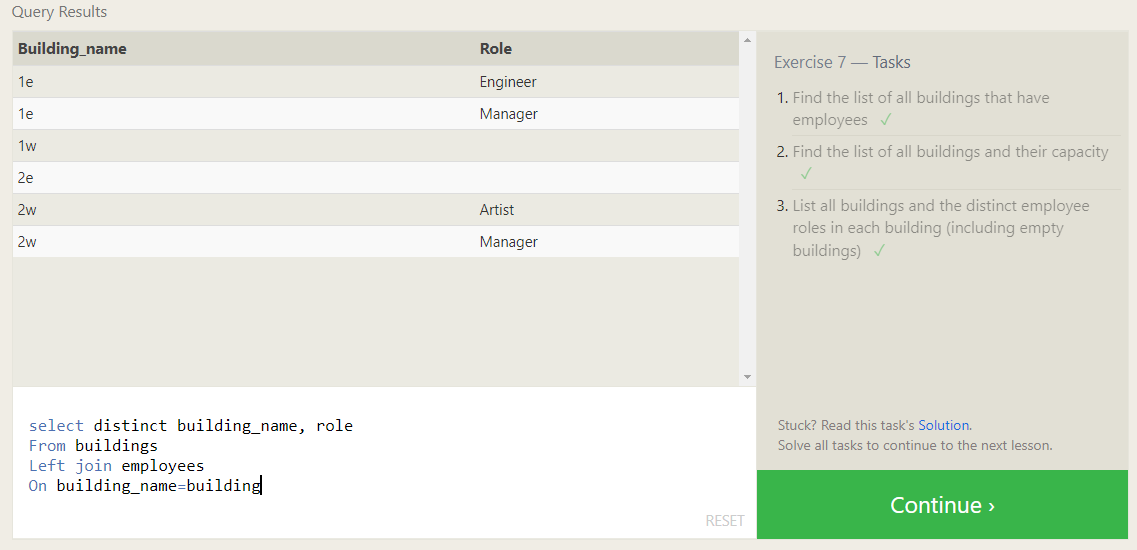 Query Results
Building_name Role
1e Engineer
1e Manager
1w
2e
2w Artist
2w Manager
select distinct building_name, role
From buildings
Left join employees
On building_name=building
RESET
Exercise 7 — Tasks
1. Find the list of all buildings that have
employees ✓
2. Find the list of all buildings and their capacity
✓
3. List all buildings and the distinct employee
roles in each building (including empty
buildings) ✓
Stuck? Read this task's Solution.
Solve all tasks to continue to the next lesson.
Continue ›